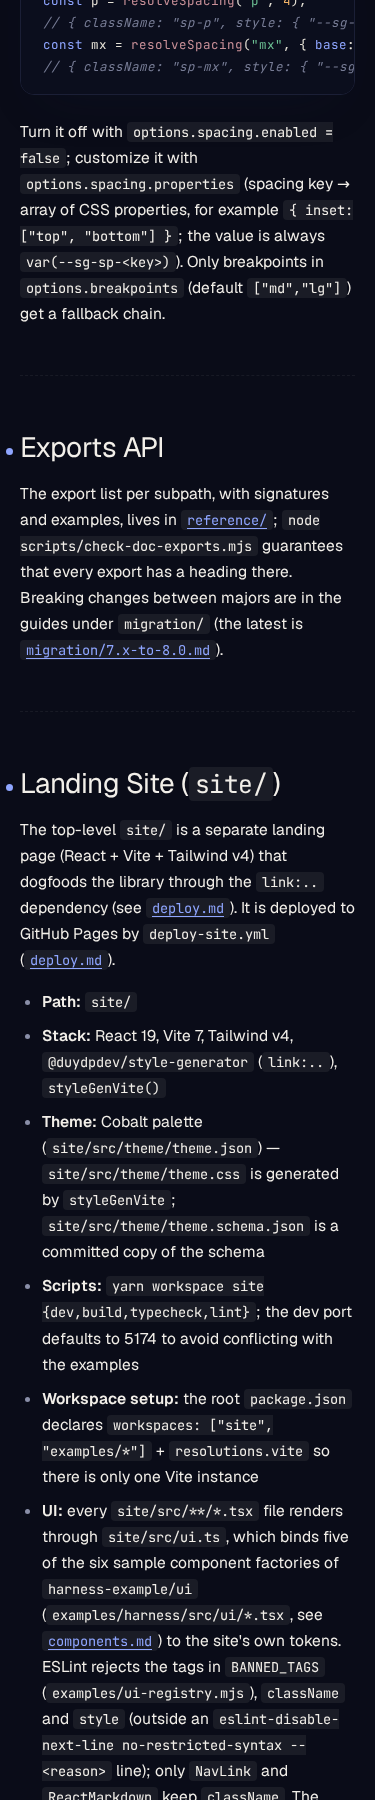 const p = resolveSpacing("p", 4);
// { className: "sp-p", style: { "--sg-
const mx = resolveSpacing("mx", { base:
// { className: "sp-mx", style: { "--sg
Turn it off with options.spacing.enabled =
false ; customize it with
options.spacing.properties (spacing key →
array of CSS properties, for example { inset:
["top", "bottom"] } ; the value is always
var(--sg-sp-<key>) ). Only breakpoints in
options.breakpoints (default ["md","lg"] )
get a fallback chain.
Exports API
The export list per subpath, with signatures
and examples, lives in reference/ ; node
scripts/check-doc-exports.mjs guarantees
that every export has a heading there.
Breaking changes between majors are in the
guides under migration/ (the latest is
migration/7.x-to-8.0.md ).
Landing Site ( site/ )
The top-level site/ is a separate landing
page (React + Vite + Tailwind v4) that
dogfoods the library through the link:..
dependency (see deploy.md ). It is deployed to
GitHub Pages by deploy-site.yml
( deploy.md ).
• Path: site/
• Stack: React 19, Vite 7, Tailwind v4,
@duydpdev/style-generator ( link:.. ),
styleGenVite()
• Theme: Cobalt palette
( site/src/theme/theme.json ) —
site/src/theme/theme.css is generated
by styleGenVite ;
site/src/theme/theme.schema.json is a
committed copy of the schema
• Scripts: yarn workspace site
{dev,build,typecheck,lint} ; the dev port
defaults to 5174 to avoid conflicting with
the examples
• Workspace setup: the root package.json
declares workspaces: ["site",
"examples/*"] + resolutions.vite so
there is only one Vite instance
• UI: every site/src/**/*.tsx file renders
through site/src/ui.ts , which binds five
of the six sample component factories of
harness-example/ui
( examples/harness/src/ui/*.tsx , see
components.md ) to the site's own tokens.
ESLint rejects the tags in BANNED_TAGS
( examples/ui-registry.mjs ), className
and style (outside an eslint-disable-
next-line no-restricted-syntax --
<reason> line); only NavLink and
ReactMarkdown keep className . The